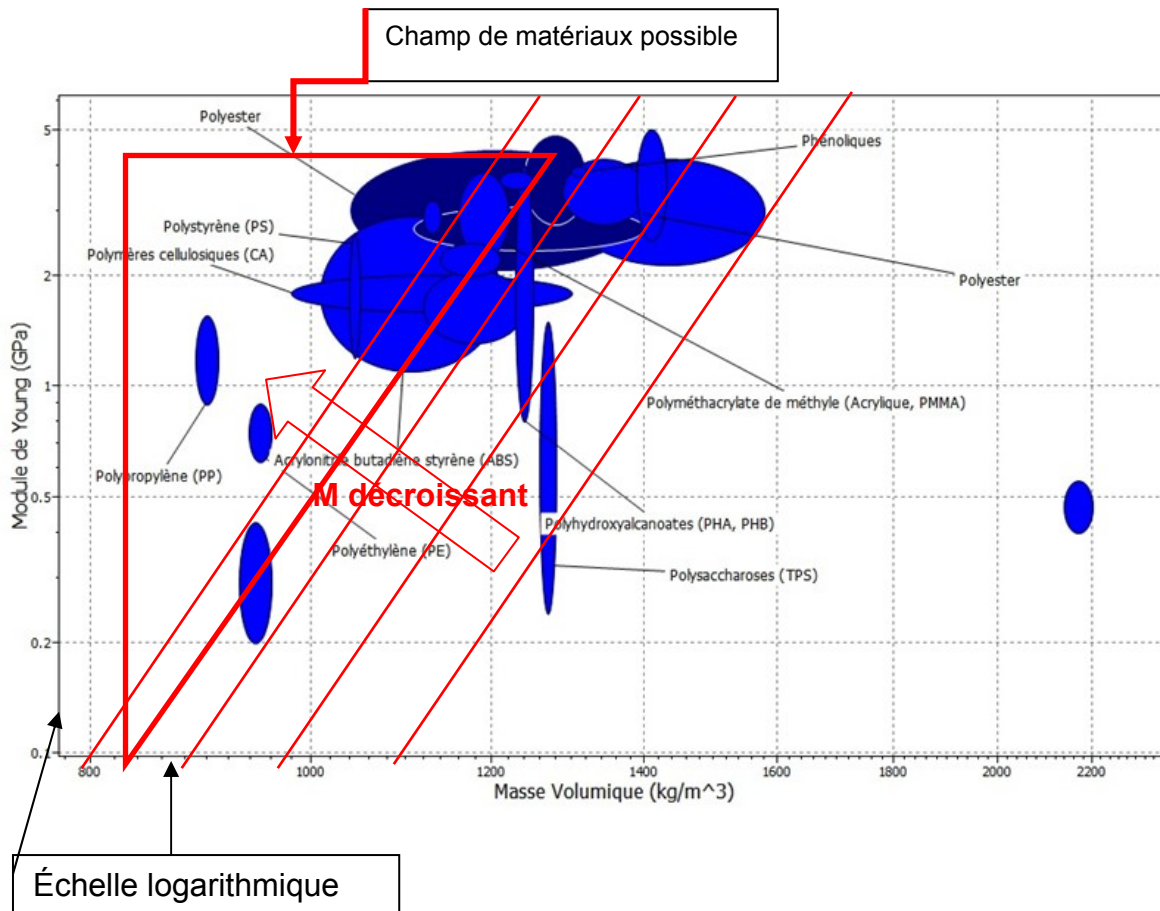 Champ de matériaux possible
Polyester
Phénoliques
Polystyrène (PS)
Polymères cellulosiques (CA)
Polyester
Polyméthacrylate de méthyle (Acrylique, PMMA)
Polypropylène (PP)
Acrylonitrile butadiène styrène (ABS)
M décroissant
Polyhydroxyalcanoates (PHA, PHB)
Polyéthylène (PE)
Polysaccharoses (TPS)
Module de Young (GPa)
5
2
1
0.5
0.2
0.1
800
1000
1200
1400
1600
1800
2000
2200
Masse Volumique (kg/m^3)
Échelle logarithmique